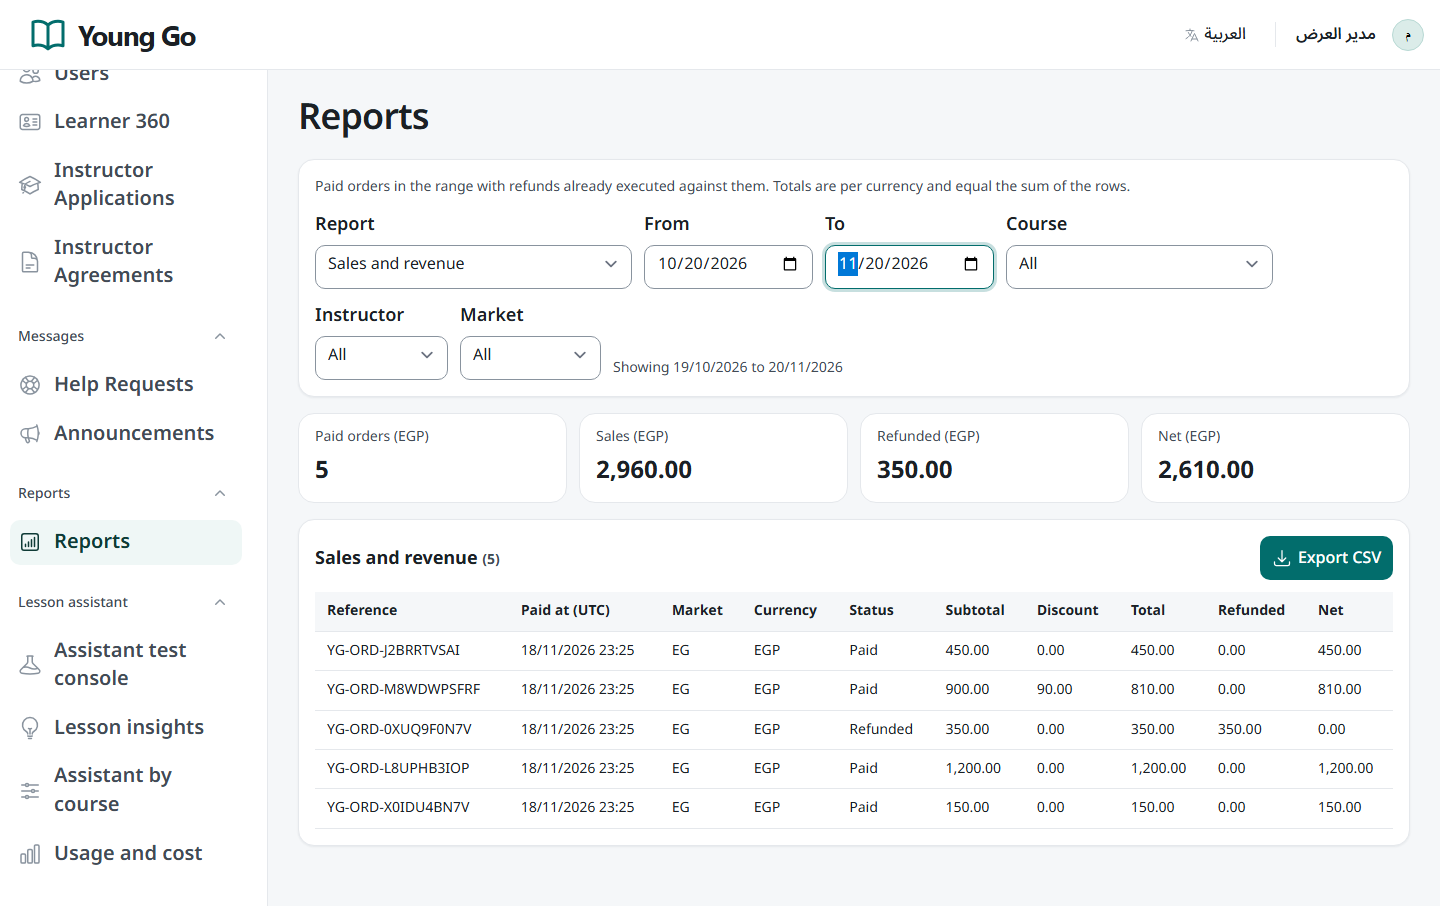 Young Go
العربية
مدير العرض
م
Users
Learner 360
Instructor
Applications
Instructor
Agreements
Messages
Help Requests
Announcements
Reports
Reports
Lesson assistant
Assistant test
console
Lesson insights
Assistant by
course
Usage and cost
Reports
Paid orders in the range with refunds already executed against them. Totals are per currency and equal the sum of the rows.
Report From To Course
Sales and revenue 10/20/2026 11/20/2026 All
Instructor Market
All All Showing 19/10/2026 to 20/11/2026
Paid orders (EGP) Sales (EGP) Refunded (EGP) Net (EGP)
5 2,960.00 350.00 2,610.00
Sales and revenue (5) Export CSV
Reference Paid at (UTC) Market Currency Status Subtotal Discount Total Refunded Net
YG-ORD-J2BRRTVSAI 18/11/2026 23:25 EG EGP Paid 450.00 0.00 450.00 0.00 450.00
YG-ORD-M8WDWPSFRF 18/11/2026 23:25 EG EGP Paid 900.00 90.00 810.00 0.00 810.00
YG-ORD-0XUQ9F0N7V 18/11/2026 23:25 EG EGP Refunded 350.00 0.00 350.00 350.00 0.00
YG-ORD-L8UPHB3IOP 18/11/2026 23:25 EG EGP Paid 1,200.00 0.00 1,200.00 0.00 1,200.00
YG-ORD-X0IDU4BN7V 18/11/2026 23:25 EG EGP Paid 150.00 0.00 150.00 0.00 150.00